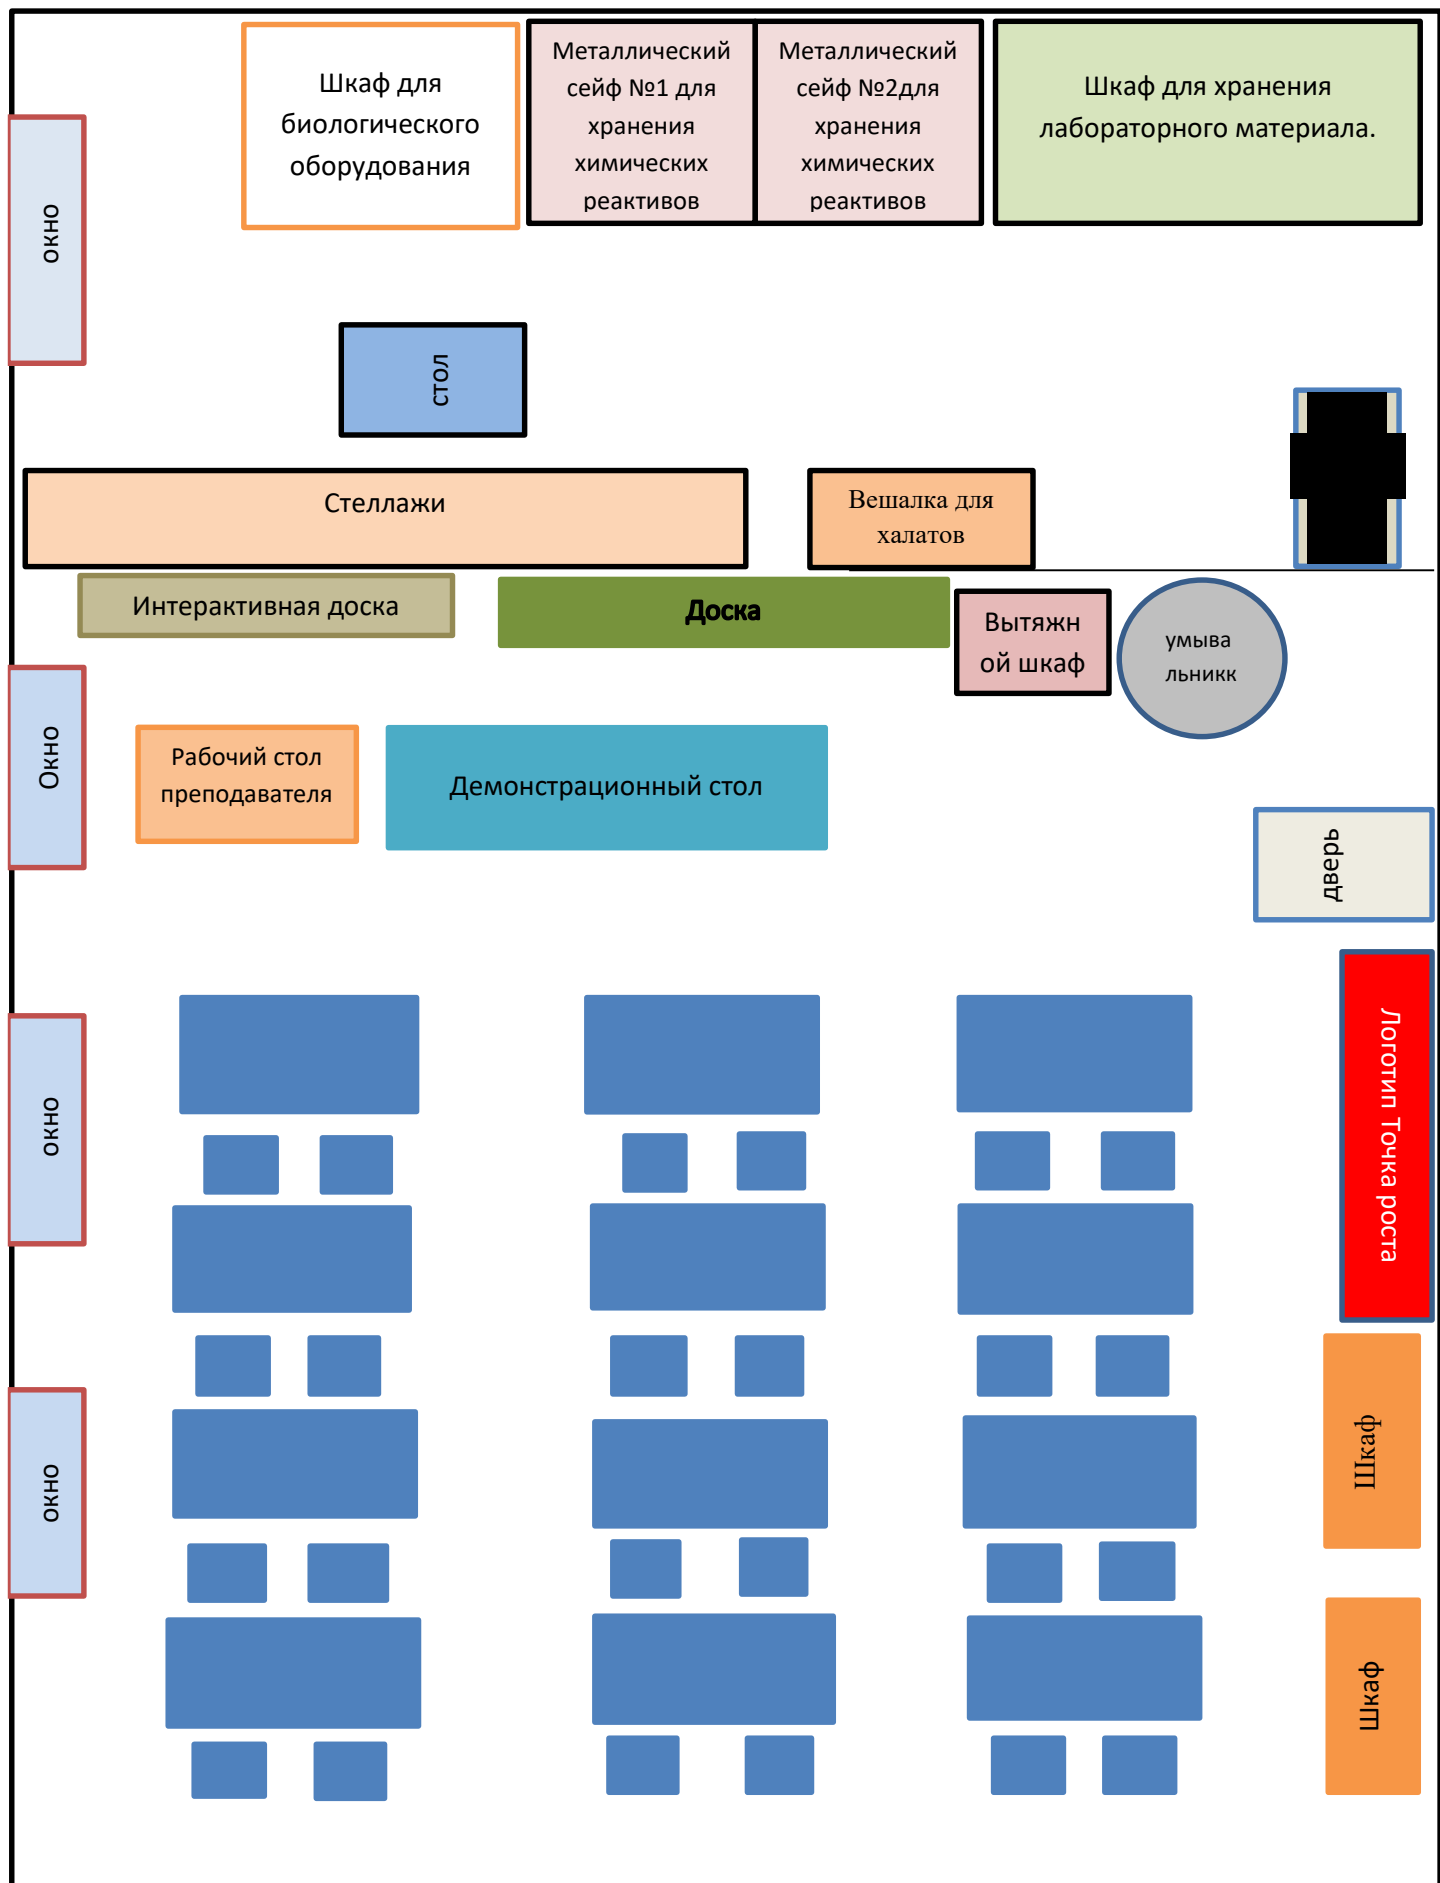 Шкаф для
биологического
оборудования
Металлический
сейф №1 для
хранения
химических
реактивов
Металлический
сейф №2для
хранения
химических
реактивов
Шкаф для хранения
лабораторного материала.
окно
стол
Стеллажи
Вешалка для
халатов
Интерактивная доска
Доска
Вытяжн
ой шкаф
умыва
льникк
Окно
Рабочий стол
преподавателя
Демонстрационный стол
дверь
Логотип Точка роста
окно
Шкаф
окно
Шкаф